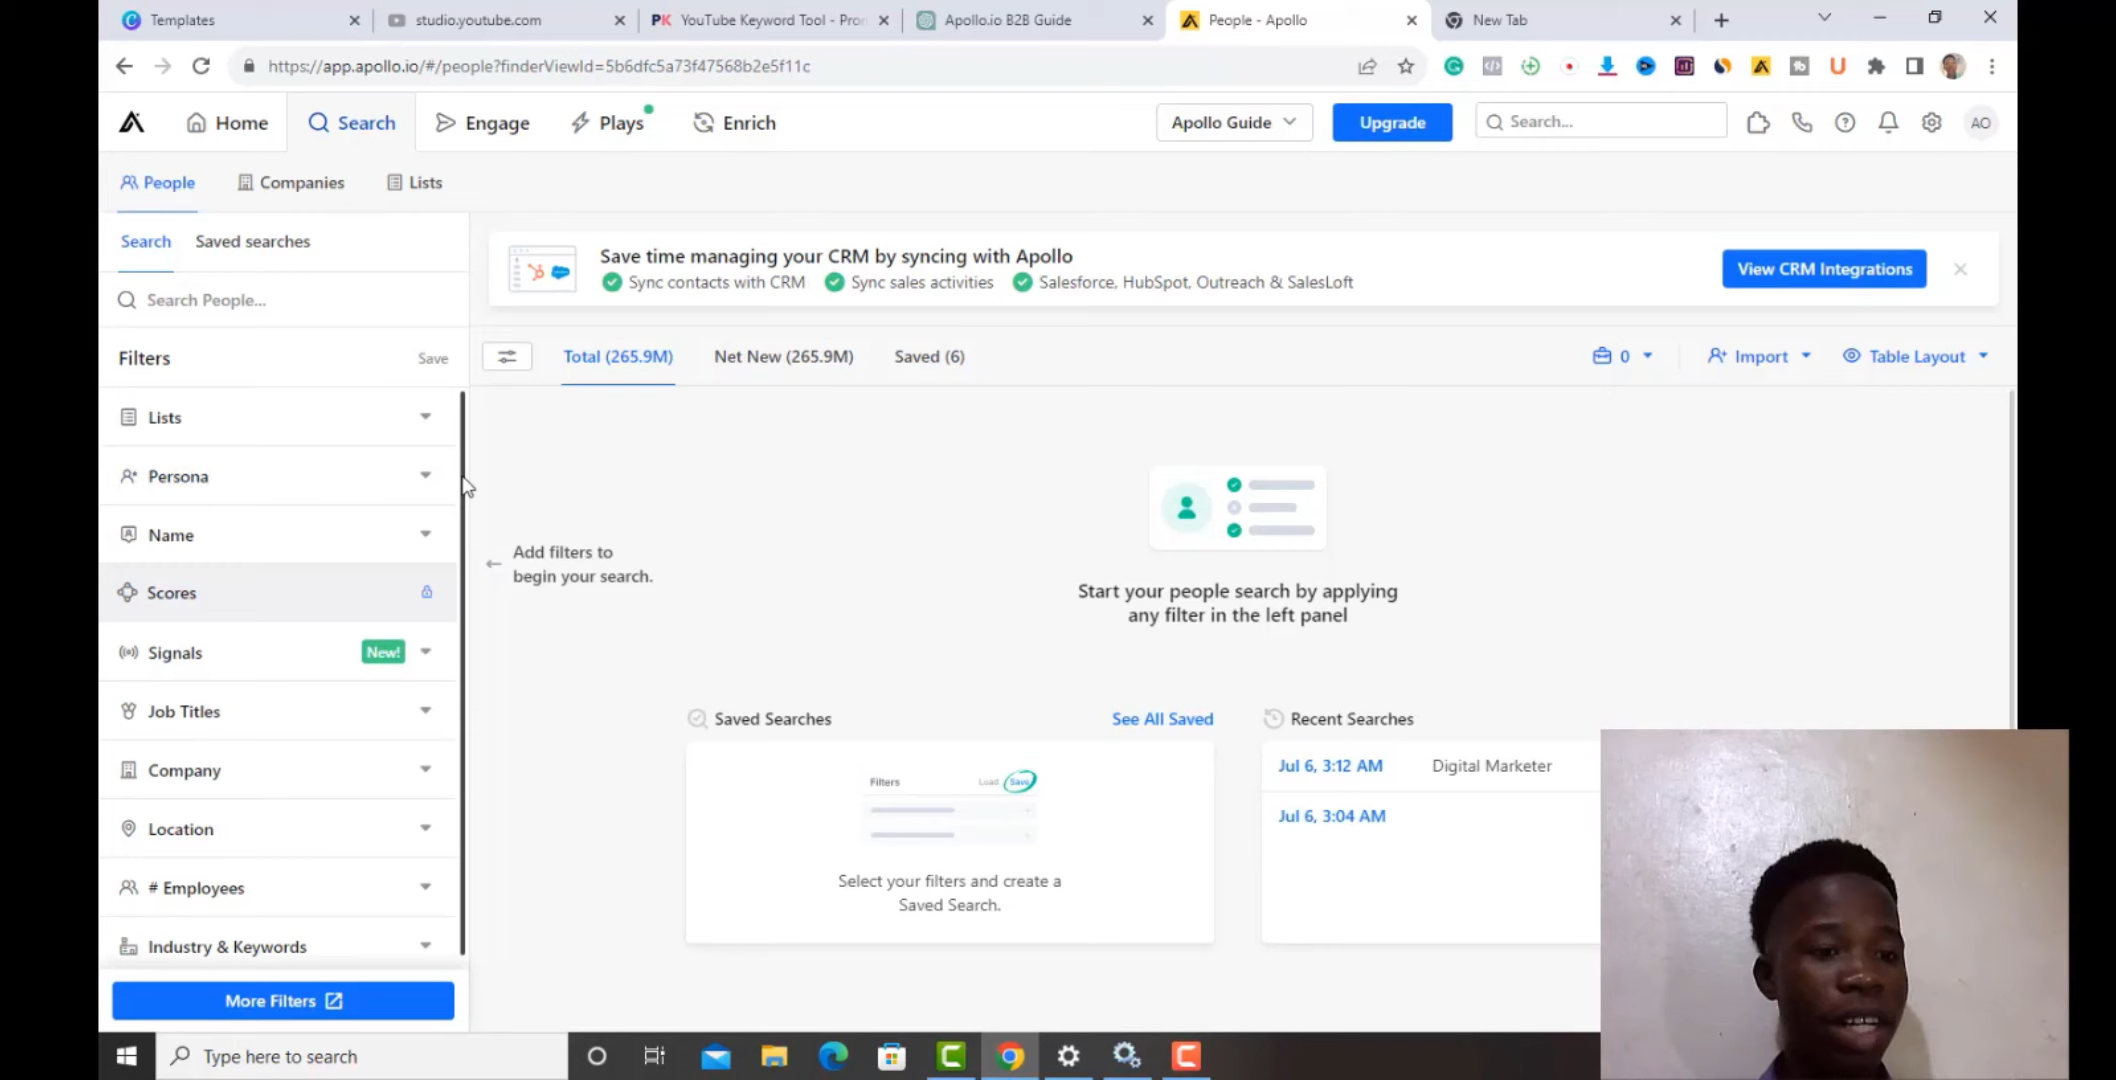 Templates
studio.youtube.com
PK YouTube Keyword Tool - Pron
Apollo.io B2B Guide
People - Apollo
New Tab
https://app.apollo.io/#/people?finderViewId=5b6dfc5a73f47568b2e5f11c
Home
Search
Engage
Plays
Enrich
Apollo Guide
Upgrade
Search...
AO
People
Companies
Lists
Search
Saved searches
Save time managing your CRM by syncing with Apollo
Sync contacts with CRM
Sync sales activities
Salesforce, HubSpot, Outreach & SalesLoft
View CRM Integrations
Search People...
Filters
Save
Total (265.9M)
Net New (265.9M)
Saved (6)
0
Import
Table Layout
Lists
Persona
Name
Scores
Signals
New!
Job Titles
Company
Location
# Employees
Industry & Keywords
More Filters
Add filters to
begin your search.
Start your people search by applying
any filter in the left panel
Saved Searches
See All Saved
Filters
Load
Save
Select your filters and create a
Saved Search.
Recent Searches
Jul 6, 3:12 AM
Digital Marketer
Jul 6, 3:04 AM
Type here to search